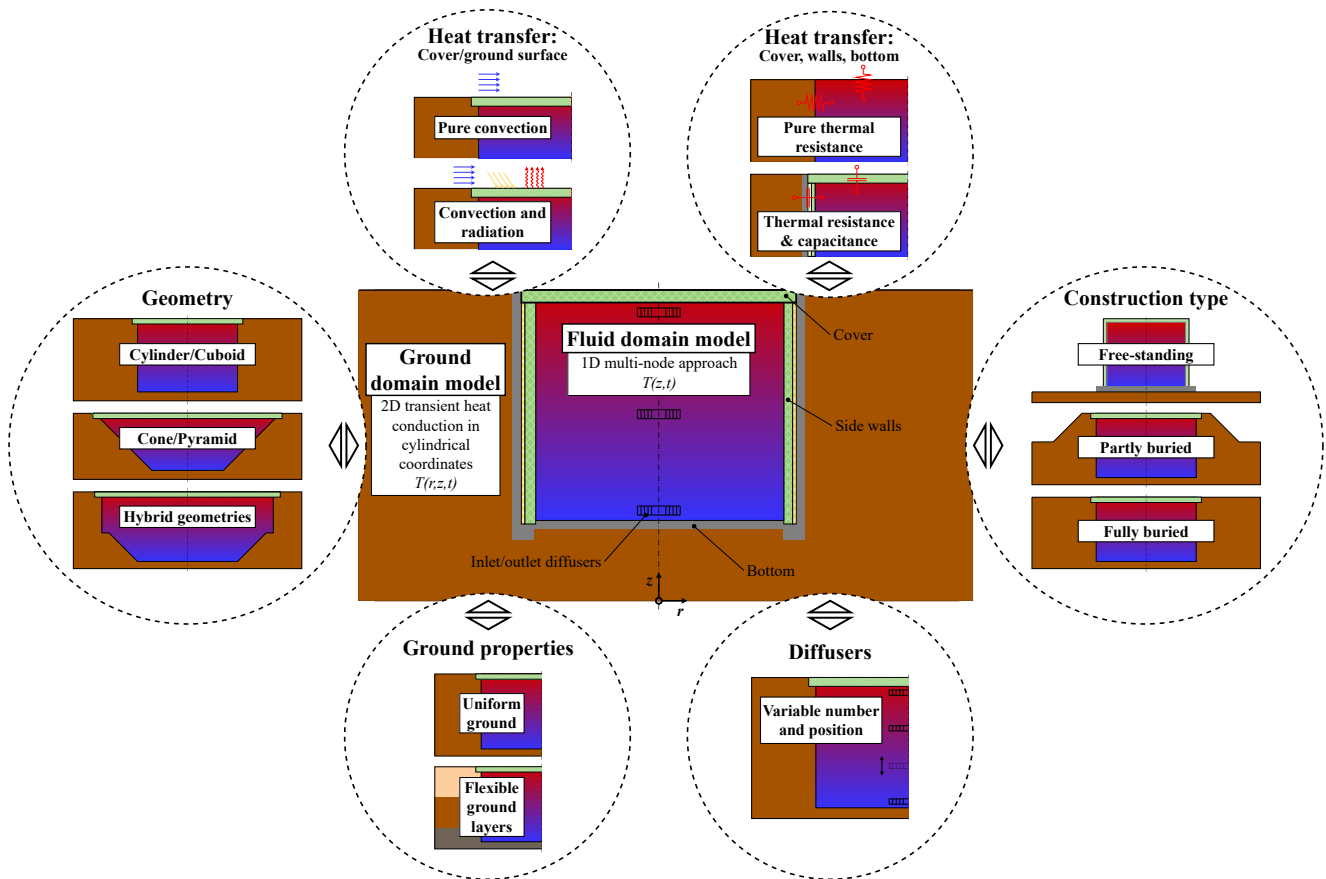 Heat transfer:
Cover/ground surface
Pure convection
Convection and
radiation
Heat transfer:
Cover, walls, bottom
Pure thermal
resistance
Thermal resistance
& capacitance
Geometry
Cylinder/Cuboid
Cone/Pyramid
Hybrid geometries
Ground
domain model
2D transient heat
conduction in
cylindrical
coordinates
T(r,z,t)
Fluid domain model
1D multi-node approach
T(z,t)
Cover
Side walls
Inlet/outlet diffusers
Bottom
z
r
Construction type
Free-standing
Partly buried
Fully buried
Ground properties
Uniform
ground
Flexible
ground
layers
Diffusers
Variable number
and position